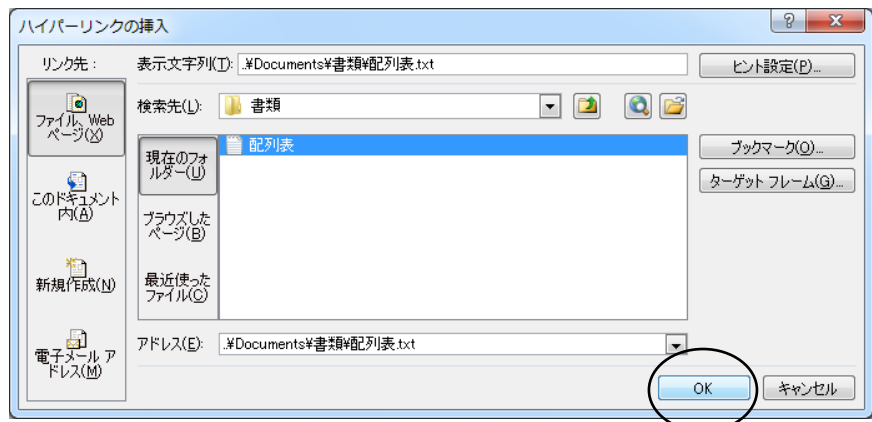 ハイパーリンクの挿入
リンク先：
表示文字列(T): .¥Documents¥書類¥配列表.txt
ヒント設定(P)...
ファイル、Web
ページ(X)
検索先(L): 書類
現在のフォ
ルダー(U)
配列表
ブックマーク(O)...
ターゲット フレーム(G)...
このドキュメント
内(A)
ブラウズした
ページ(B)
新規作成(N)
最近使った
ファイル(C)
電子メール ア
ドレス(M)
アドレス(E): .¥Documents¥書類¥配列表.txt
OK
キャンセル